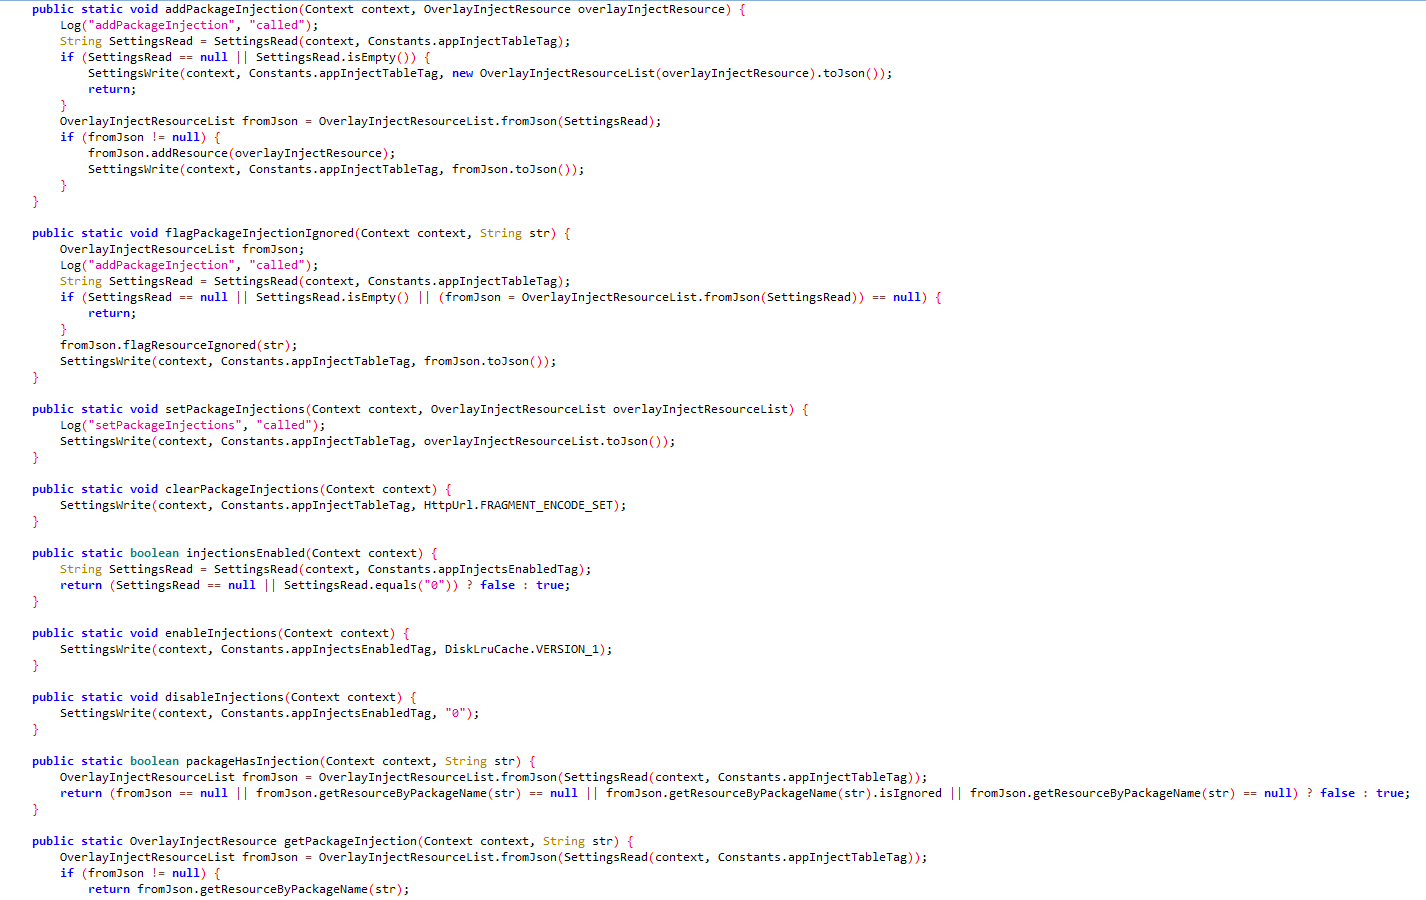 public static void addPackageInjection(Context context, OverlayInjectResource overlayInjectResource) {
Log("addPackageInjection", "called");
String SettingsRead = SettingsRead(context, Constants.appInjectTableTag);
if (SettingsRead == null || SettingsRead.isEmpty()) {
SettingsWrite(context, Constants.appInjectTableTag, new OverlayInjectResourceList(overlayInjectResource).toJson());
return;
}
OverlayInjectResourceList fromJson = OverlayInjectResourceList.fromJson(SettingsRead);
if (fromJson != null) {
fromJson.addResource(overlayInjectResource);
SettingsWrite(context, Constants.appInjectTableTag, fromJson.toJson());
}
}
public static void flagPackageInjectionIgnored(Context context, String str) {
OverlayInjectResourceList fromJson;
Log("addPackageInjection", "called");
String SettingsRead = SettingsRead(context, Constants.appInjectTableTag);
if (SettingsRead == null || SettingsRead.isEmpty() || (fromJson = OverlayInjectResourceList.fromJson(SettingsRead)) == null) {
return;
}
fromJson.flagResourceIgnored(str);
SettingsWrite(context, Constants.appInjectTableTag, fromJson.toJson());
}
public static void setPackageInjections(Context context, OverlayInjectResourceList overlayInjectResourceList) {
Log("setPackageInjections", "called");
SettingsWrite(context, Constants.appInjectTableTag, overlayInjectResourceList.toJson());
}
public static void clearPackageInjections(Context context) {
SettingsWrite(context, Constants.appInjectTableTag, HttpUrl.FRAGMENT_ENCODE_SET);
}
public static boolean injectionsEnabled(Context context) {
String SettingsRead = SettingsRead(context, Constants.appInjectsEnabledTag);
return (SettingsRead == null || SettingsRead.equals("0")) ? false : true;
}
public static void enableInjections(Context context) {
SettingsWrite(context, Constants.appInjectsEnabledTag, DiskLruCache.VERSION_1);
}
public static void disableInjections(Context context) {
SettingsWrite(context, Constants.appInjectsEnabledTag, "0");
}
public static boolean packageHasInjection(Context context, String str) {
OverlayInjectResourceList fromJson = OverlayInjectResourceList.fromJson(SettingsRead(context, Constants.appInjectTableTag));
return (fromJson == null || fromJson.getResourceByPackageName(str) == null || fromJson.getResourceByPackageName(str).isIgnored || fromJson.getResourceByPackageName(str) == null) ? false : true;
}
public static OverlayInjectResource getPackageInjection(Context context, String str) {
OverlayInjectResourceList fromJson = OverlayInjectResourceList.fromJson(SettingsRead(context, Constants.appInjectTableTag));
if (fromJson != null) {
return fromJson.getResourceByPackageName(str);